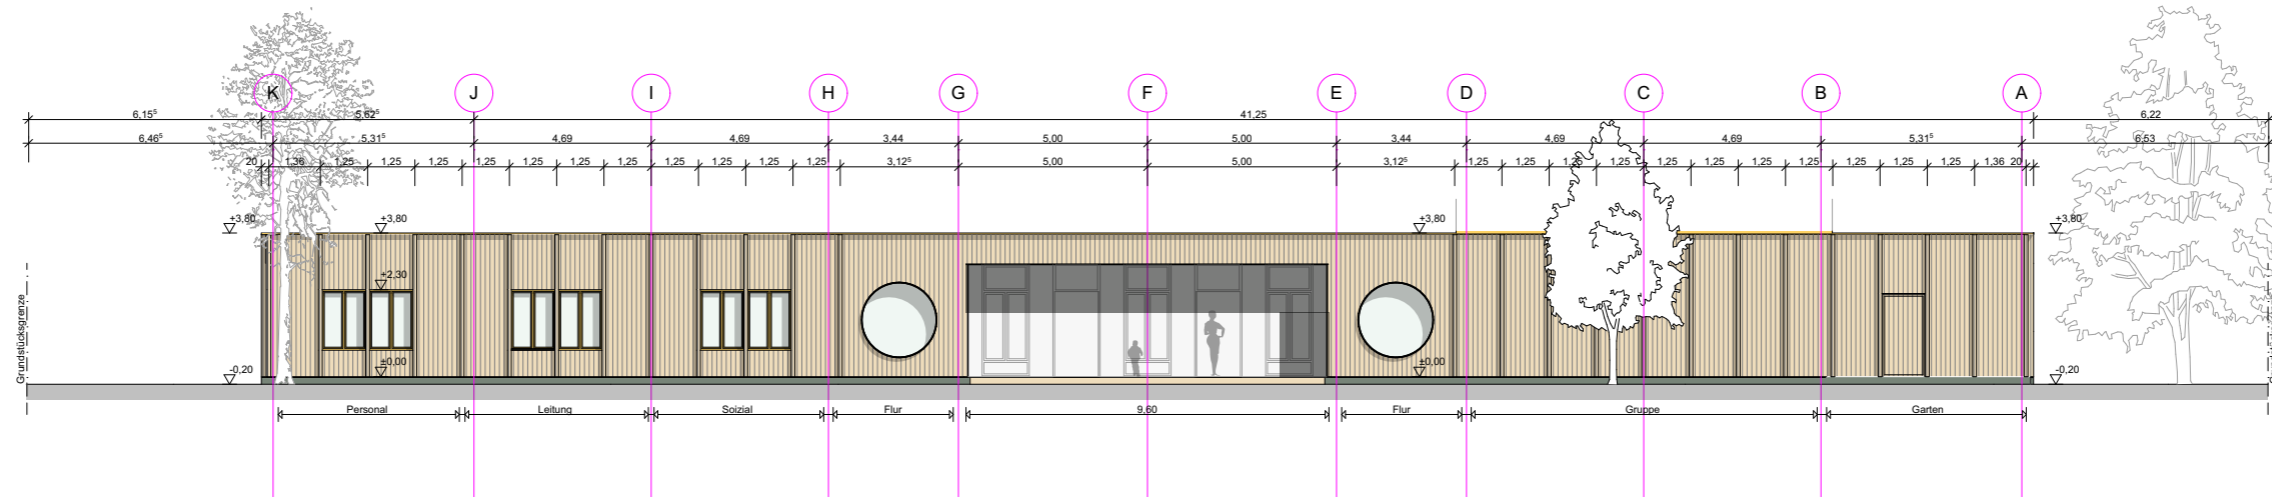 K J I H G F E D C B A
6,15⁵ 5,62⁵ 41,25 6,22
6,46⁵ 5,31⁵ 4,69 4,69 3,44 5,00 5,00 3,44 4,69 4,69 5,31⁵ 6,53
20 1,36 1,25 1,25 1,25 1,25 1,25 1,25 1,25 1,25 1,25 1,25 1,25 3,12⁵ 5,00 5,00 3,12⁵ 1,25 1,25 1,25 1,25 1,25 1,25 1,25 1,25 1,25 1,25 1,25 1,36 20
+3,80 +3,80 +3,80 +3,80
+2,30
±0,00 ±0,00
-0,20 -0,20
Grundstücksgrenze
Personal Leitung Soizial Flur 9,60 Flur Gruppe Garten